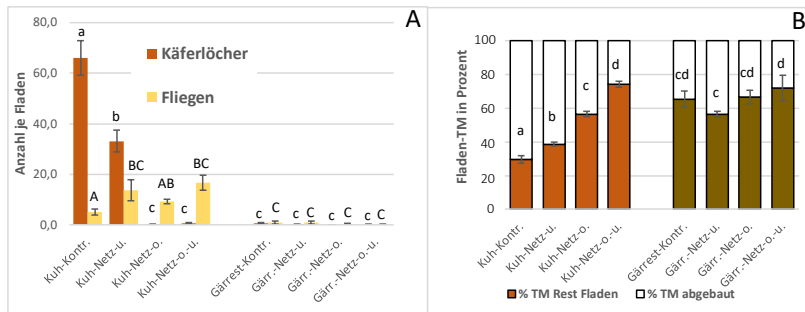 A
80,0
60,0
40,0
20,0
0,0
Anzahl je Fladen
Käferlöcher
Fliegen
a
A
b
BC
c
AB
c
BC
c
C
c
C
c
C
c
C
Kuh-Kontr.
Kuh-Netz-u.
Kuh-Netz-o.
Kuh-Netz-o.-u.
Gärrest-Kontr.
Gärr.-Netz-u.
Gärr.-Netz-o.
Gärr.-Netz-o.-u.
B
100
80
60
40
20
0
Fladen-TM in Prozent
a
b
c
d
cd
c
cd
d
Kuh-Kontr.
Kuh-Netz-u.
Kuh-Netz-o.
Kuh-Netz-o.-u.
Gärrest-Kontr.
Gärr.-Netz-u.
Gärr.-Netz-o.
Gärr.-Netz-o.-u.
% TM Rest Fladen
% TM abgebaut